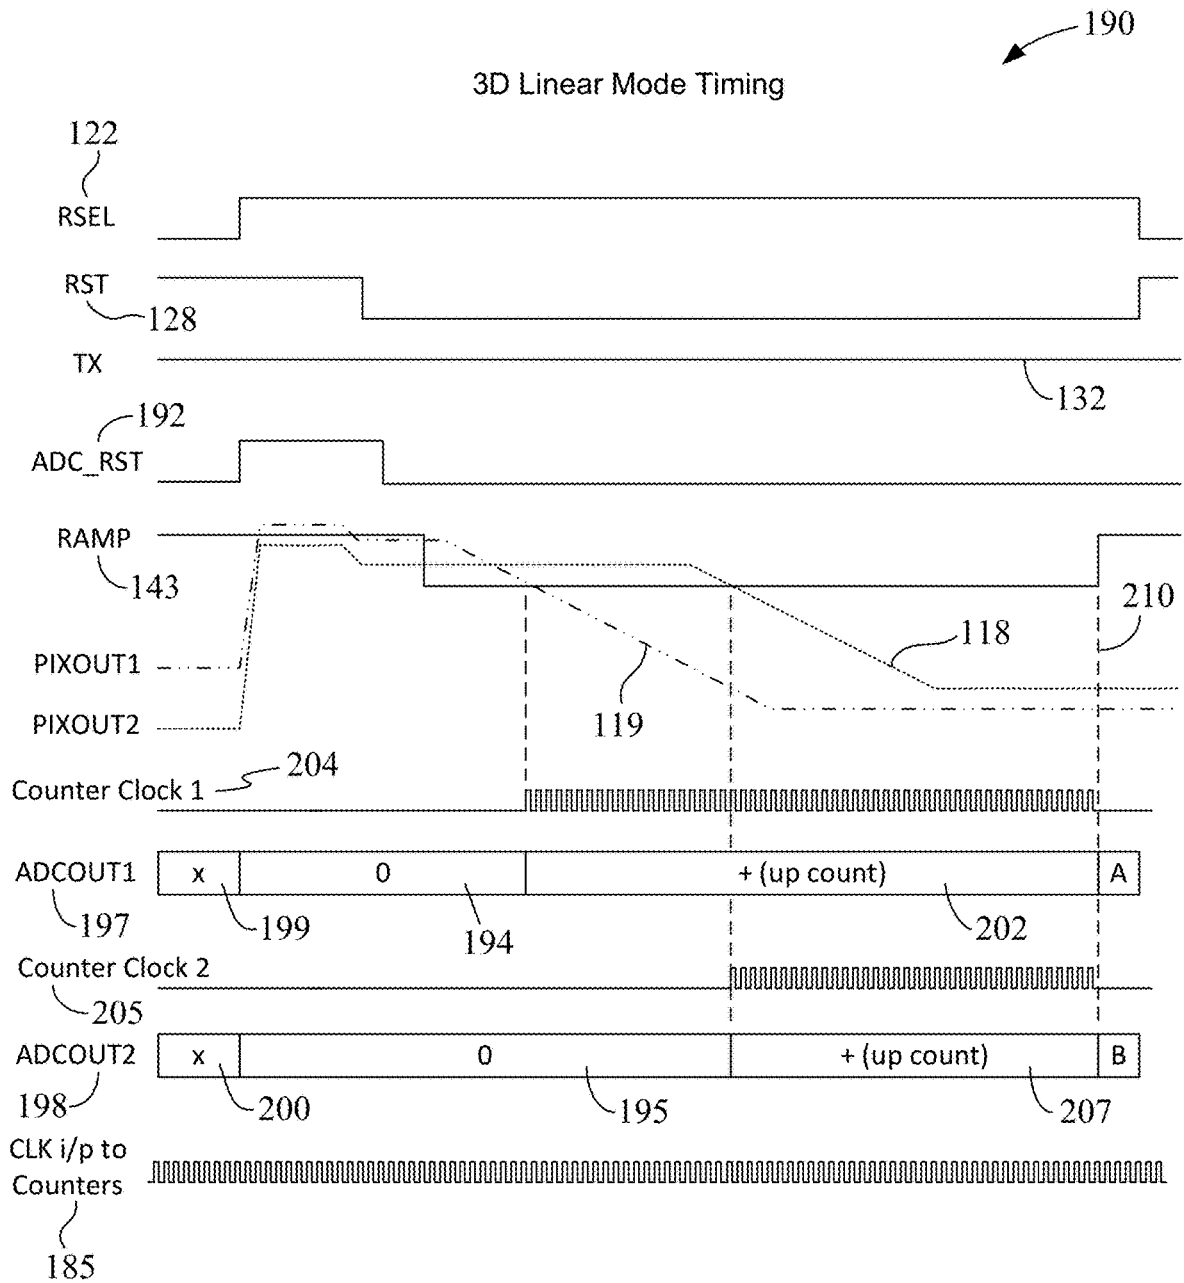 190
3D Linear Mode Timing
122
RSEL
RST
128
TX
132
192
ADC_RST
RAMP
143
210
118
PIXOUT1
119
PIXOUT2
204
Counter Clock 1
ADCOUT1 x 0 + (up count) A
197 199 194 202
Counter Clock 2
205
ADCOUT2 x 0 + (up count) B
198 200 195 207
CLK i/p to
Counters
185